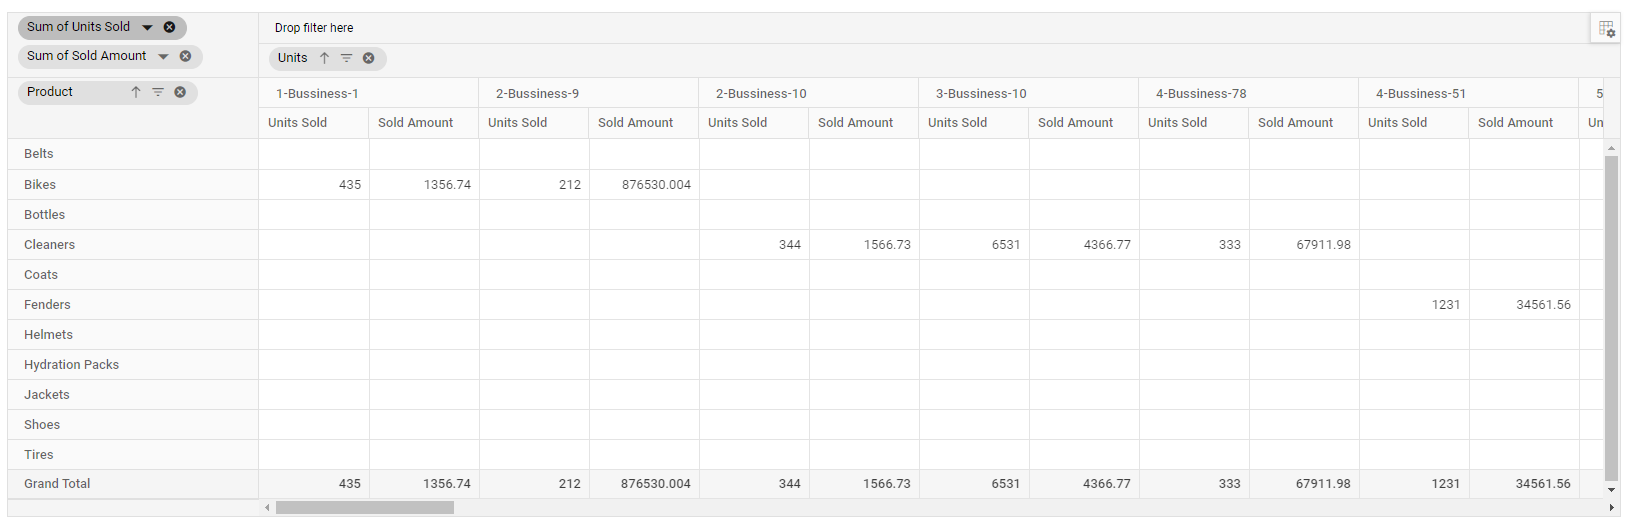 Sum of Units Sold
Drop filter here
Sum of Sold Amount
Units
Product
1-Bussiness-1 2-Bussiness-9 2-Bussiness-10 3-Bussiness-10 4-Bussiness-78 4-Bussiness-51 5
Units Sold Sold Amount Units Sold Sold Amount Units Sold Sold Amount Units Sold Sold Amount Units Sold Sold Amount Units Sold Sold Amount Un
Belts
Bikes 435 1356.74 212 876530.004
Bottles
Cleaners 344 1566.73 6531 4366.77 333 67911.98
Coats
Fenders 1231 34561.56
Helmets
Hydration Packs
Jackets
Shoes
Tires
Grand Total 435 1356.74 212 876530.004 344 1566.73 6531 4366.77 333 67911.98 1231 34561.56